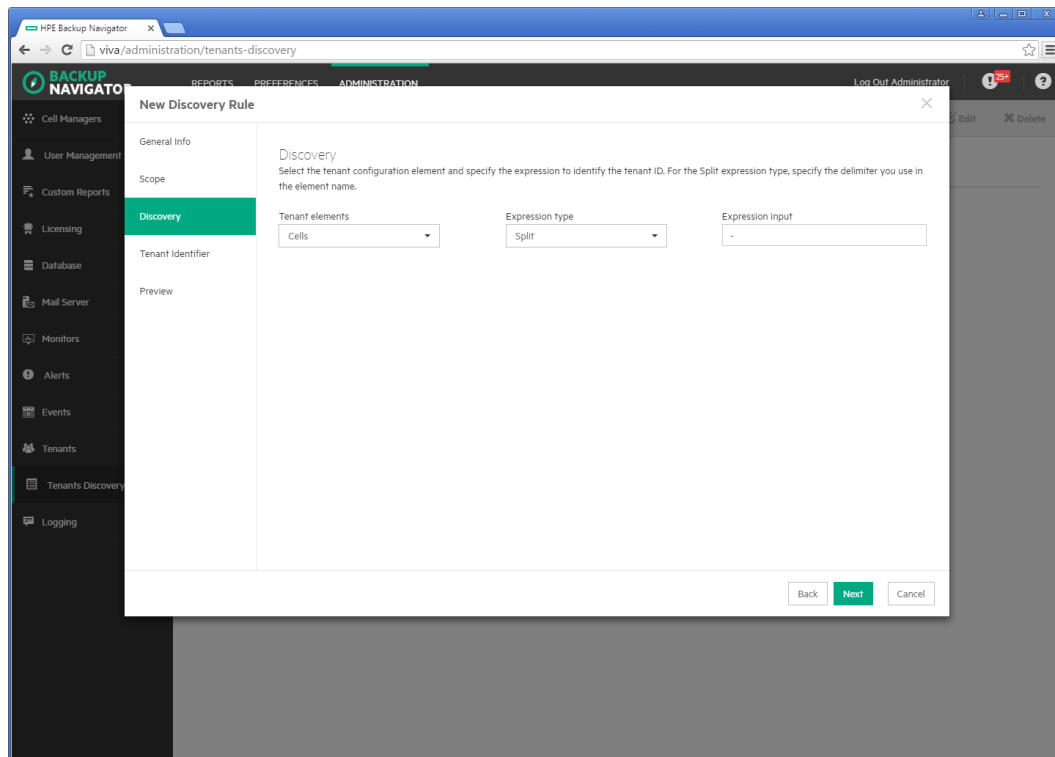 HPE Backup Navigator
viva/administration/tenants-discovery
BACKUP
NAVIGATOR
REPORTS PREFERENCES ADMINISTRATION
Log Out Administrator
25+
New Discovery Rule
Edit Delete
Cell Managers
User Management
Custom Reports
Licensing
Database
Mail Server
Monitors
Alerts
Events
Tenants
Tenants Discovery
Logging
General Info
Scope
Discovery
Tenant Identifier
Preview
Discovery
Select the tenant configuration element and specify the expression to identify the tenant ID. For the Split expression type, specify the delimiter you use in
the element name.
Tenant elements Expression type Expression input
Cells Split -
Back Next Cancel